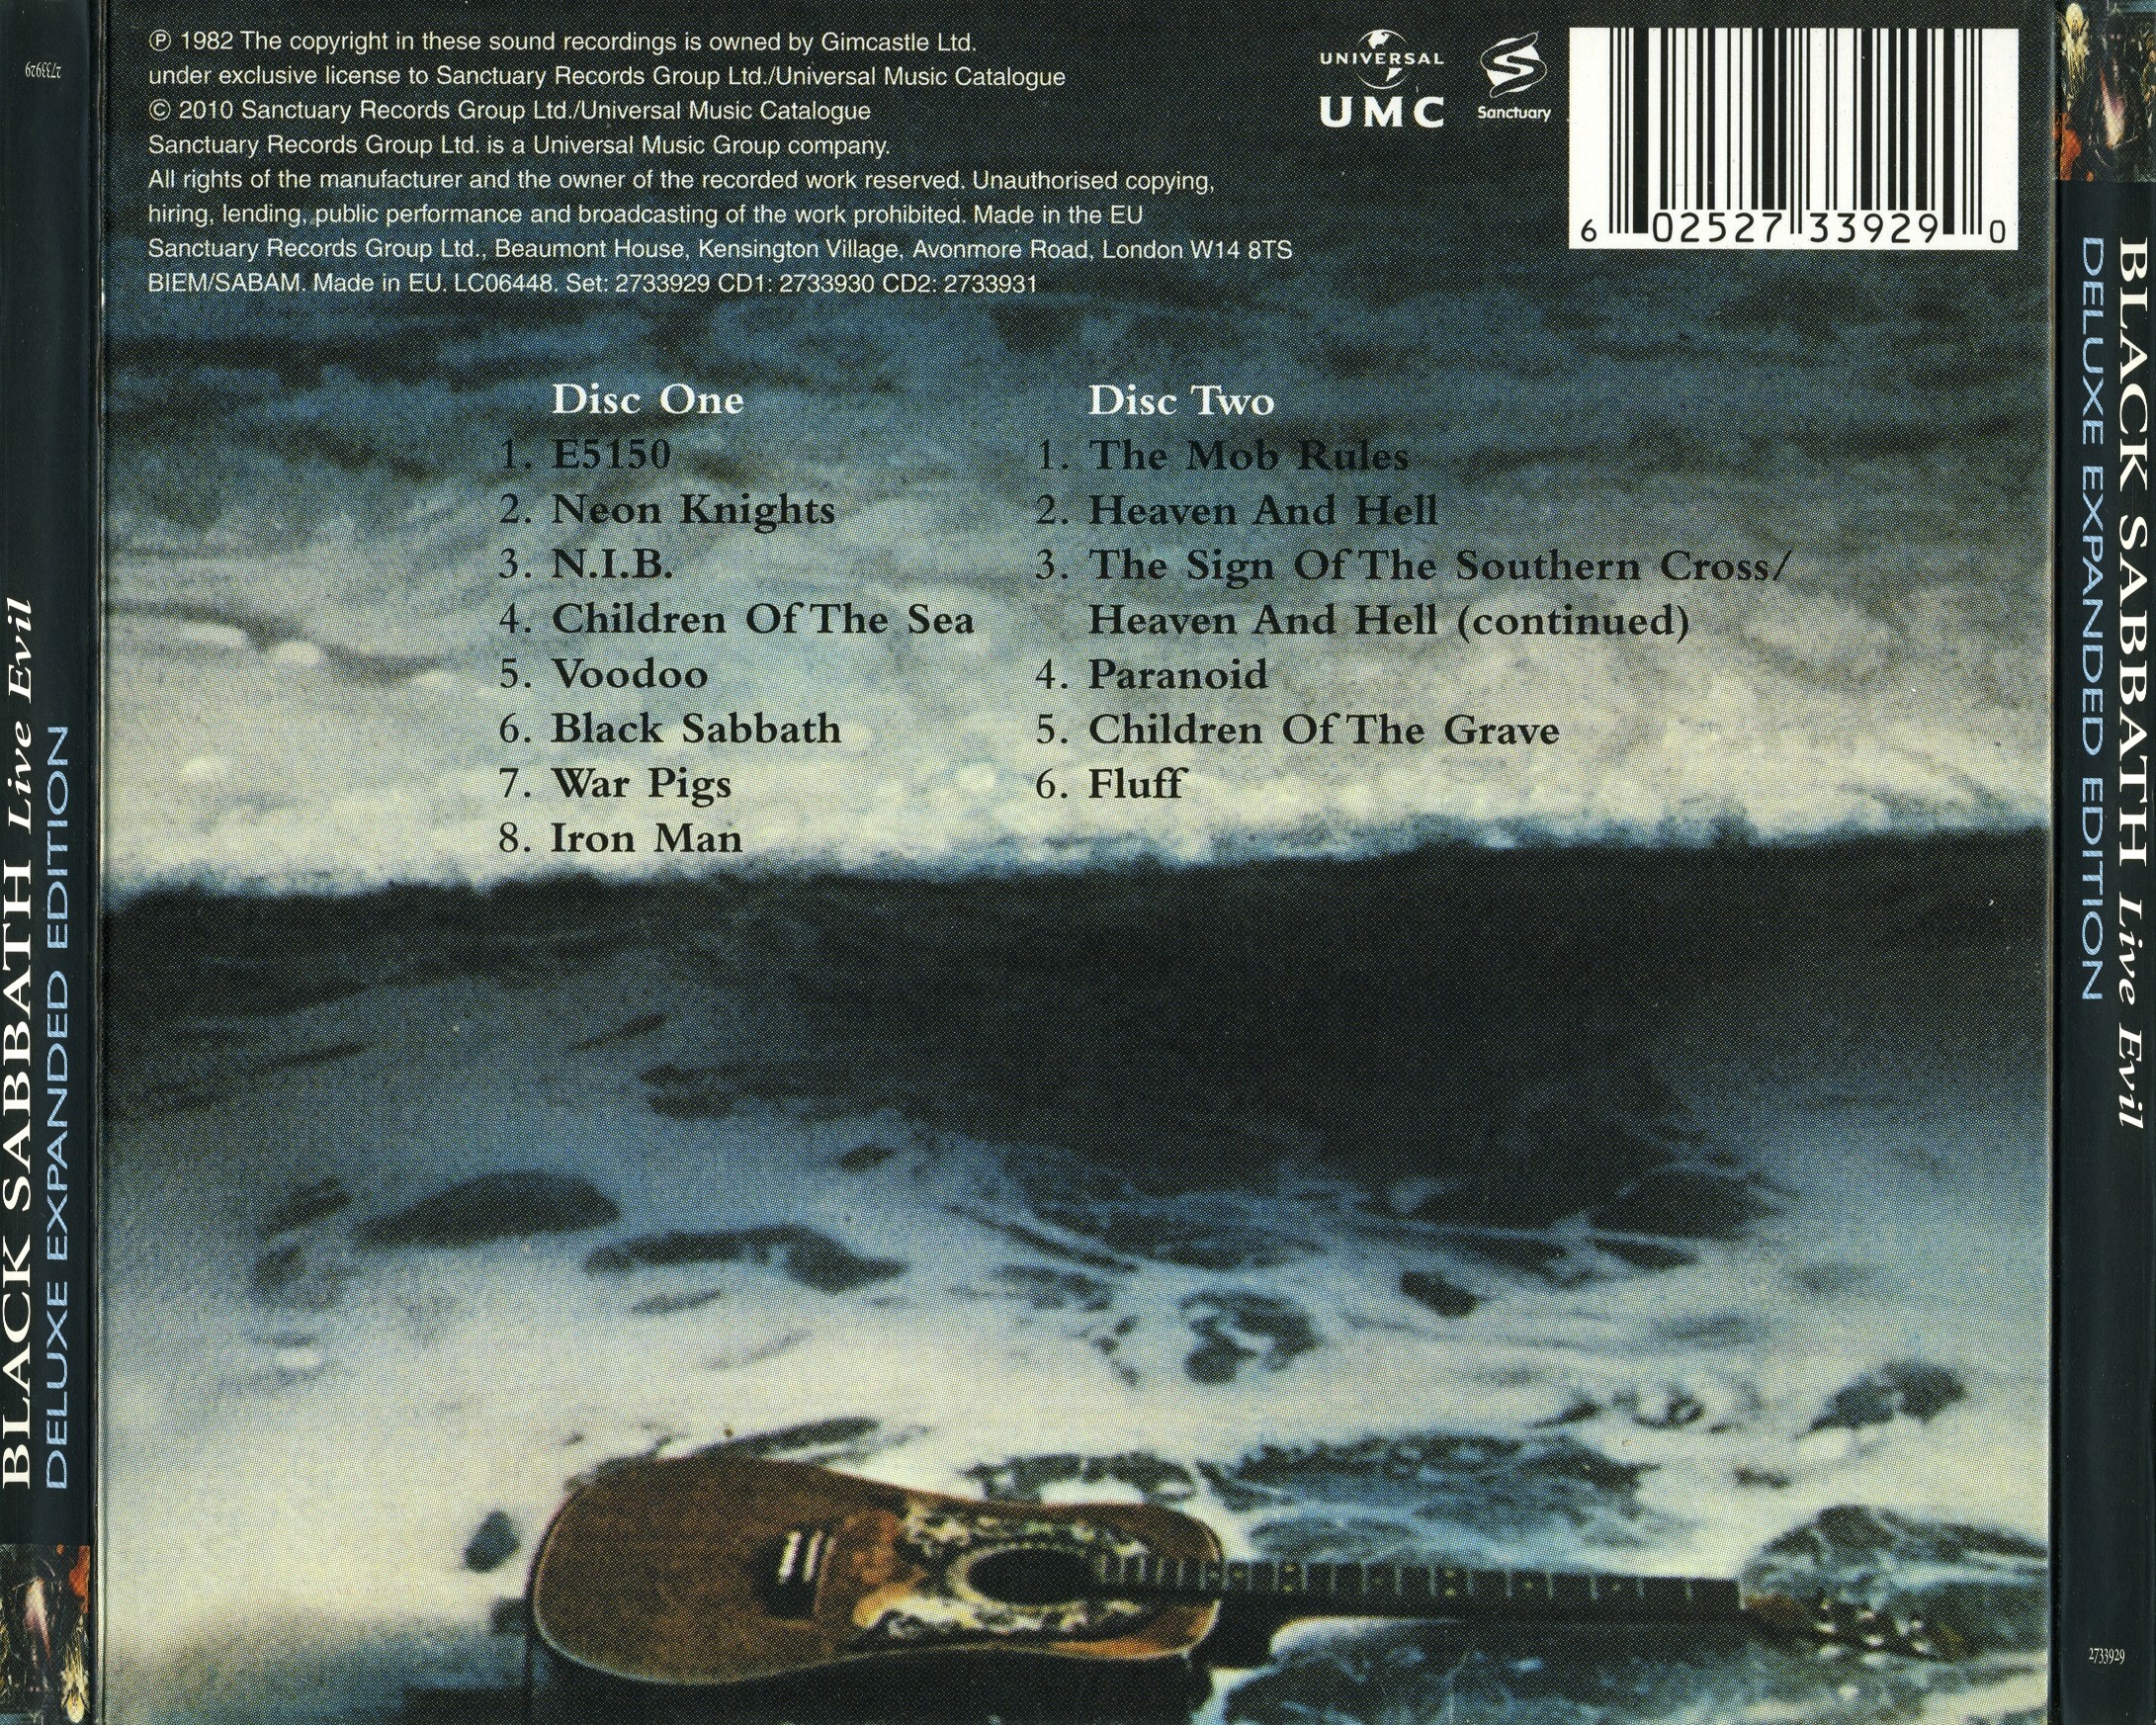 ℗ 1982 The copyright in these sound recordings is owned by Gimcastle Ltd.
under exclusive license to Sanctuary Records Group Ltd./Universal Music Catalogue
© 2010 Sanctuary Records Group Ltd./Universal Music Catalogue
Sanctuary Records Group Ltd. is a Universal Music Group company.
All rights of the manufacturer and the owner of the recorded work reserved. Unauthorised copying,
hiring, lending, public performance and broadcasting of the work prohibited. Made in the EU
Sanctuary Records Group Ltd., Beaumont House, Kensington Village, Avonmore Road, London W14 8TS
BIEM/SABAM. Made in EU. LC06448. Set: 2733929 CD1: 2733930 CD2: 2733931
UNIVERSAL
UMC
Sanctuary
6 02527 33929 0
Disc One
1. E5150
2. Neon Knights
3. N.I.B.
4. Children Of The Sea
5. Voodoo
6. Black Sabbath
7. War Pigs
8. Iron Man
Disc Two
1. The Mob Rules
2. Heaven And Hell
3. The Sign Of The Southern Cross/
Heaven And Hell (continued)
4. Paranoid
5. Children Of The Grave
6. Fluff
2733929
BLACK SABBATH Live Evil
DELUXE EXPANDED EDITION
BLACK SABBATH Live Evil
DELUXE EXPANDED EDITION
2733929